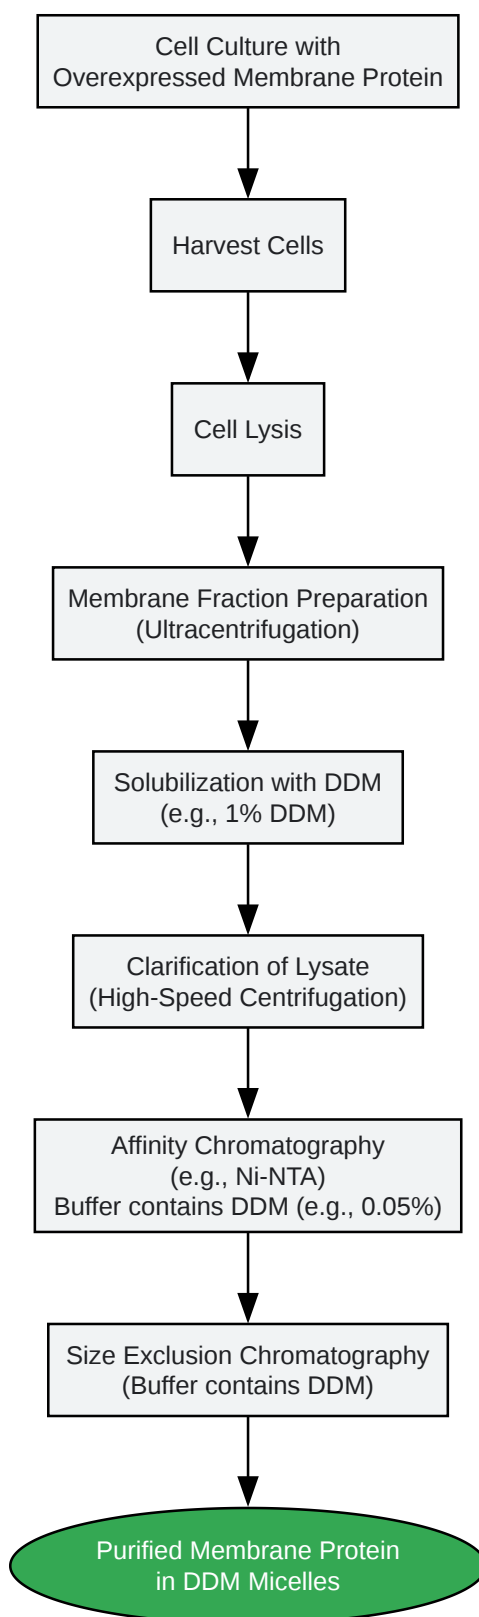 Cell Culture with
Overexpressed Membrane Protein
Harvest Cells
Cell Lysis
Membrane Fraction Preparation
(Ultracentrifugation)
Solubilization with DDM
(e.g., 1% DDM)
Clarification of Lysate
(High-Speed Centrifugation)
Affinity Chromatography
(e.g., Ni-NTA)
Buffer contains DDM (e.g., 0.05%)
Size Exclusion Chromatography
(Buffer contains DDM)
Purified Membrane Protein
in DDM Micelles